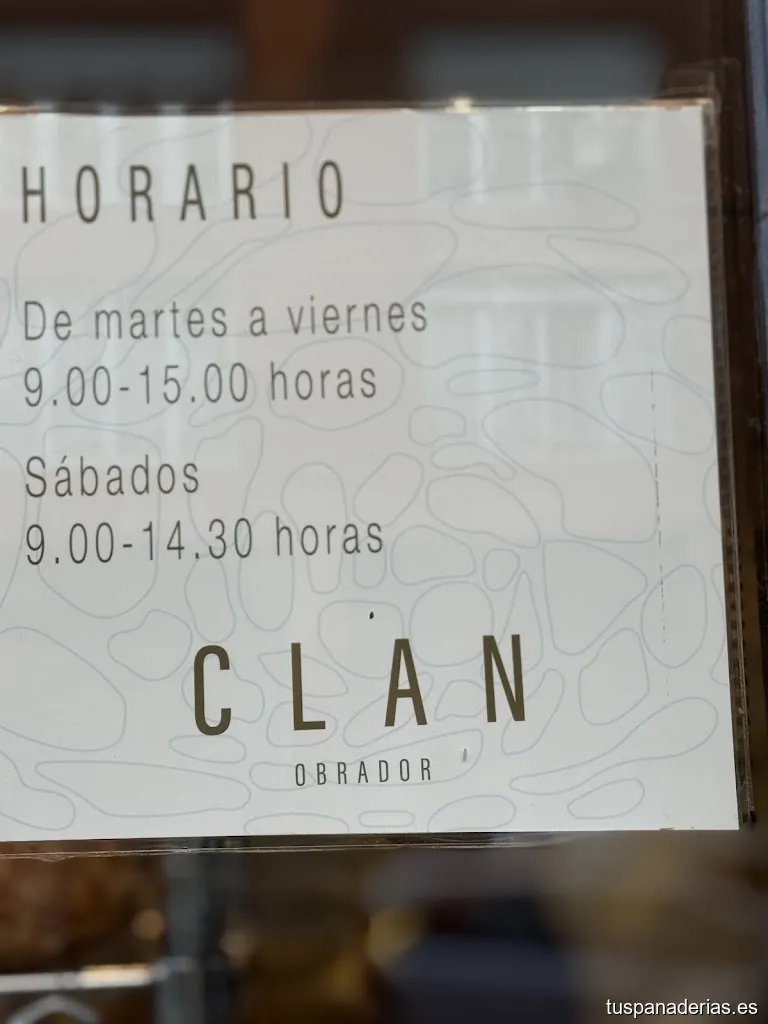 HORARIO
De martes a viernes
9.00-15.00 horas
Sábados
9.00-14.30 horas
CLAN
OBRADOR
tuspanaderias.es